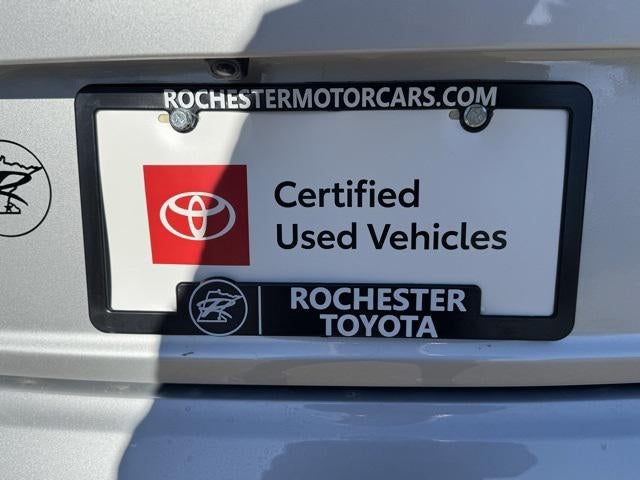 ROCHESTERMOTORCARS.COM
Certified
Used Vehicles
ROCHESTER
TOYOTA